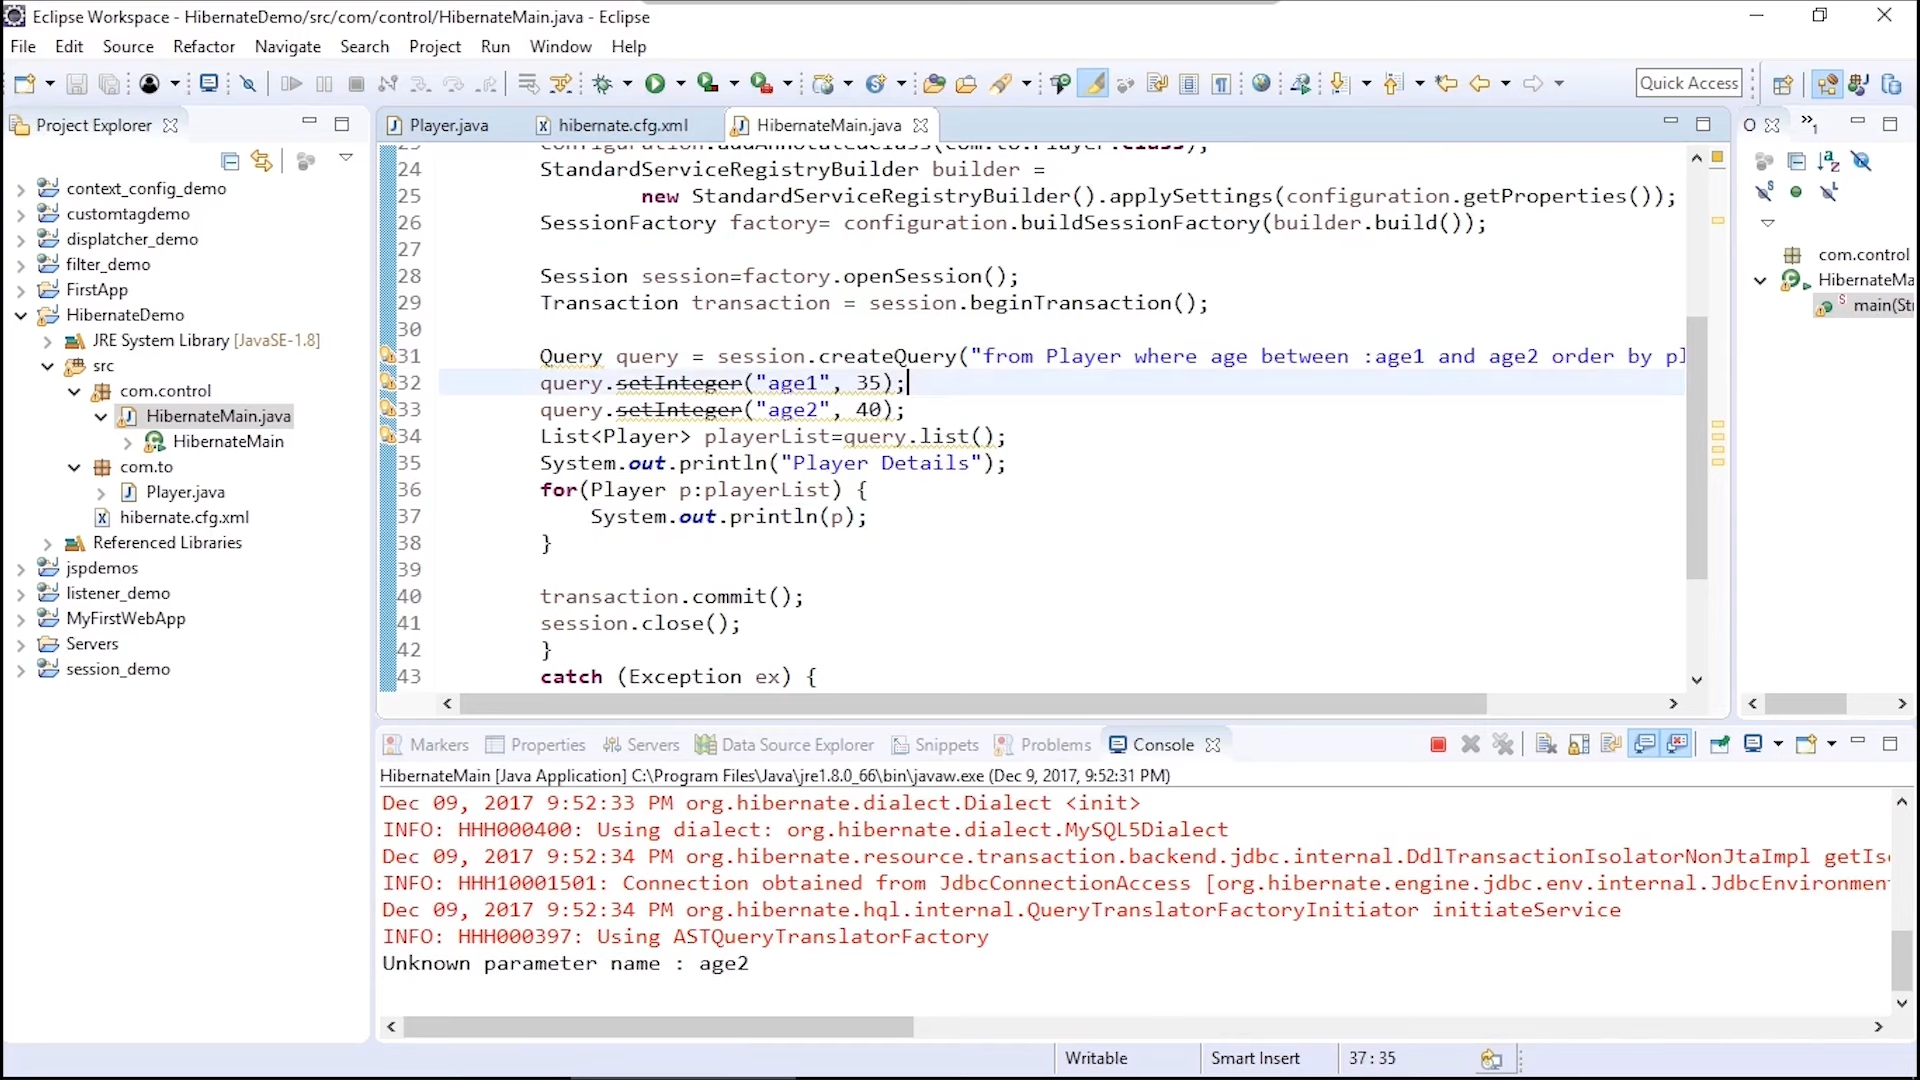 Eclipse Workspace - HibernateDemo/src/com/control/HibernateMain.java - Eclipse
File Edit Source Refactor Navigate Search Project Run Window Help
Quick Access
Project Explorer
context_config_demo
customtagdemo
displatcher_demo
filter_demo
FirstApp
HibernateDemo
JRE System Library [JavaSE-1.8]
src
com.control
HibernateMain.java
HibernateMain
com.to
Player.java
hibernate.cfg.xml
Referenced Libraries
jspdemos
listener_demo
MyFirstWebApp
Servers
session_demo
Player.java hibernate.cfg.xml HibernateMain.java
23 configuration.addAnnotatedClass(com.to.Player.class);
24 StandardServiceRegistryBuilder builder =
25 new StandardServiceRegistryBuilder().applySettings(configuration.getProperties());
26 SessionFactory factory= configuration.buildSessionFactory(builder.build());
27
28 Session session=factory.openSession();
29 Transaction transaction = session.beginTransaction();
30
31 Query query = session.createQuery("from Player where age between :age1 and age2 order by pl
32 query.setInteger("age1", 35);
33 query.setInteger("age2", 40);
34 List<Player> playerList=query.list();
35 System.out.println("Player Details");
36 for(Player p:playerList) {
37 System.out.println(p);
38 }
39
40 transaction.commit();
41 session.close();
42 }
43 catch (Exception ex) {
com.control
HibernateMa
main(Str
Markers Properties Servers Data Source Explorer Snippets Problems Console
HibernateMain [Java Application] C:\Program Files\Java\jre1.8.0_66\bin\javaw.exe (Dec 9, 2017, 9:52:31 PM)
Dec 09, 2017 9:52:33 PM org.hibernate.dialect.Dialect <init>
INFO: HHH000400: Using dialect: org.hibernate.dialect.MySQL5Dialect
Dec 09, 2017 9:52:34 PM org.hibernate.resource.transaction.backend.jdbc.internal.DdlTransactionIsolatorNonJtaImpl getIso
INFO: HHH10001501: Connection obtained from JdbcConnectionAccess [org.hibernate.engine.jdbc.env.internal.JdbcEnvironmen
Dec 09, 2017 9:52:34 PM org.hibernate.hql.internal.QueryTranslatorFactoryInitiator initiateService
INFO: HHH000397: Using ASTQueryTranslatorFactory
Unknown parameter name : age2
Writable Smart Insert 37 : 35